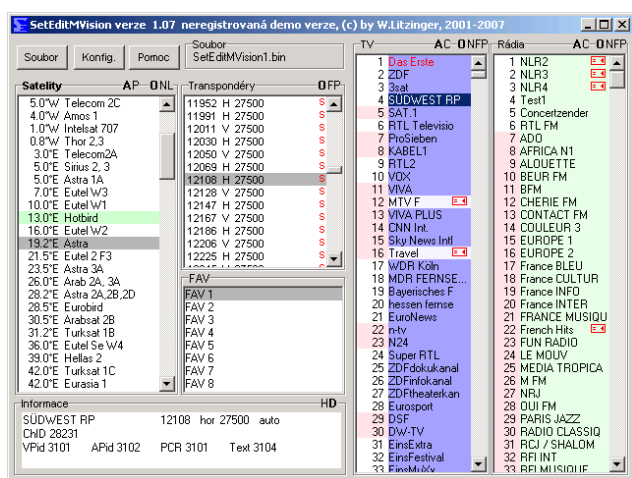 SetEditMVision verze 1.07 neregistrovaná demo verze, (c) by W.Litzinger, 2001-2007
Soubor
Konfig.
Pomoc
Soubor
SetEditMVision1.bin
Satelity AP ONL
5.0°W Telecom 2C
4.0°W Amos 1
1.0°W Intelsat 707
0.8°W Thor 2,3
3.0°E Telecom2A
5.0°E Sirius 2, 3
5.0°E Astra 1A
7.0°E Eutel W3
10.0°E Eutel W1
13.0°E Hotbird
16.0°E Eutel W2
19.2°E Astra
21.5°E Eutel 2 F3
23.5°E Astra 3A
26.0°E Arab 2A, 3A
28.2°E Astra 2A,2B,2D
28.5°E Eurobird
30.5°E Arabsat 2B
31.2°E Turksat 1B
36.0°E Eutel Se W4
39.0°E Hellas 2
42.0°E Turksat 1C
42.0°E Eurasia 1
Transpondéry OFP
11952 H 27500 S
11991 H 27500 S
12011 V 27500 S
12030 H 27500 S
12050 V 27500 S
12069 H 27500 S
12108 H 27500 S
12128 V 27500 S
12147 H 27500 S
12167 V 27500 S
12186 H 27500 S
12206 V 27500 S
12225 H 27500 S
FAV
FAV 1
FAV 2
FAV 3
FAV 4
FAV 5
FAV 6
FAV 7
FAV 8
Informace HD
SÜDWEST RP 12108 hor 27500 auto
ChID 28231
VPid 3101 APid 3102 PCR 3101 Text 3104
TV AC ONFP
1 Das Erste
2 ZDF
3 3sat
4 SÜDWEST RP
5 SAT.1
6 RTL Televisio
7 ProSieben
8 KABEL1
9 RTL2
10 VOX
11 VIVA
12 MTV F
13 VIVA PLUS
14 CNN Int.
15 Sky News Intl
16 Travel
17 WDR Köln
18 MDR FERNSE...
19 Bayerisches F
20 hessen fernse
21 EuroNews
22 n-tv
23 N24
24 Super RTL
25 ZDFdokukanal
26 ZDFinfokanal
27 ZDFtheaterkan
28 Eurosport
29 DSF
30 DW-TV
31 EinsExtra
32 EinsFestival
33 EinsMuXx
Rádia AC ONFP
1 NLR2
2 NLR3
3 NLR4
4 Test1
5 Concertzender
6 RTL FM
7 ADO
8 AFRICA N1
9 ALOUETTE
10 BEUR FM
11 BFM
12 CHERIE FM
13 CONTACT FM
14 COULEUR 3
15 EUROPE 1
16 EUROPE 2
17 France BLEU
18 France CULTUR
19 France INFO
20 France INTER
21 FRANCE MUSIQU
22 French Hits
23 FUN RADIO
24 LE MOUV
25 MEDIA TROPICA
26 M FM
27 NRJ
28 OUI FM
29 PARIS JAZZ
30 RADIO CLASSIQ
31 RCJ / SHALOM
32 RFI INT
33 RFI MUSIQUE